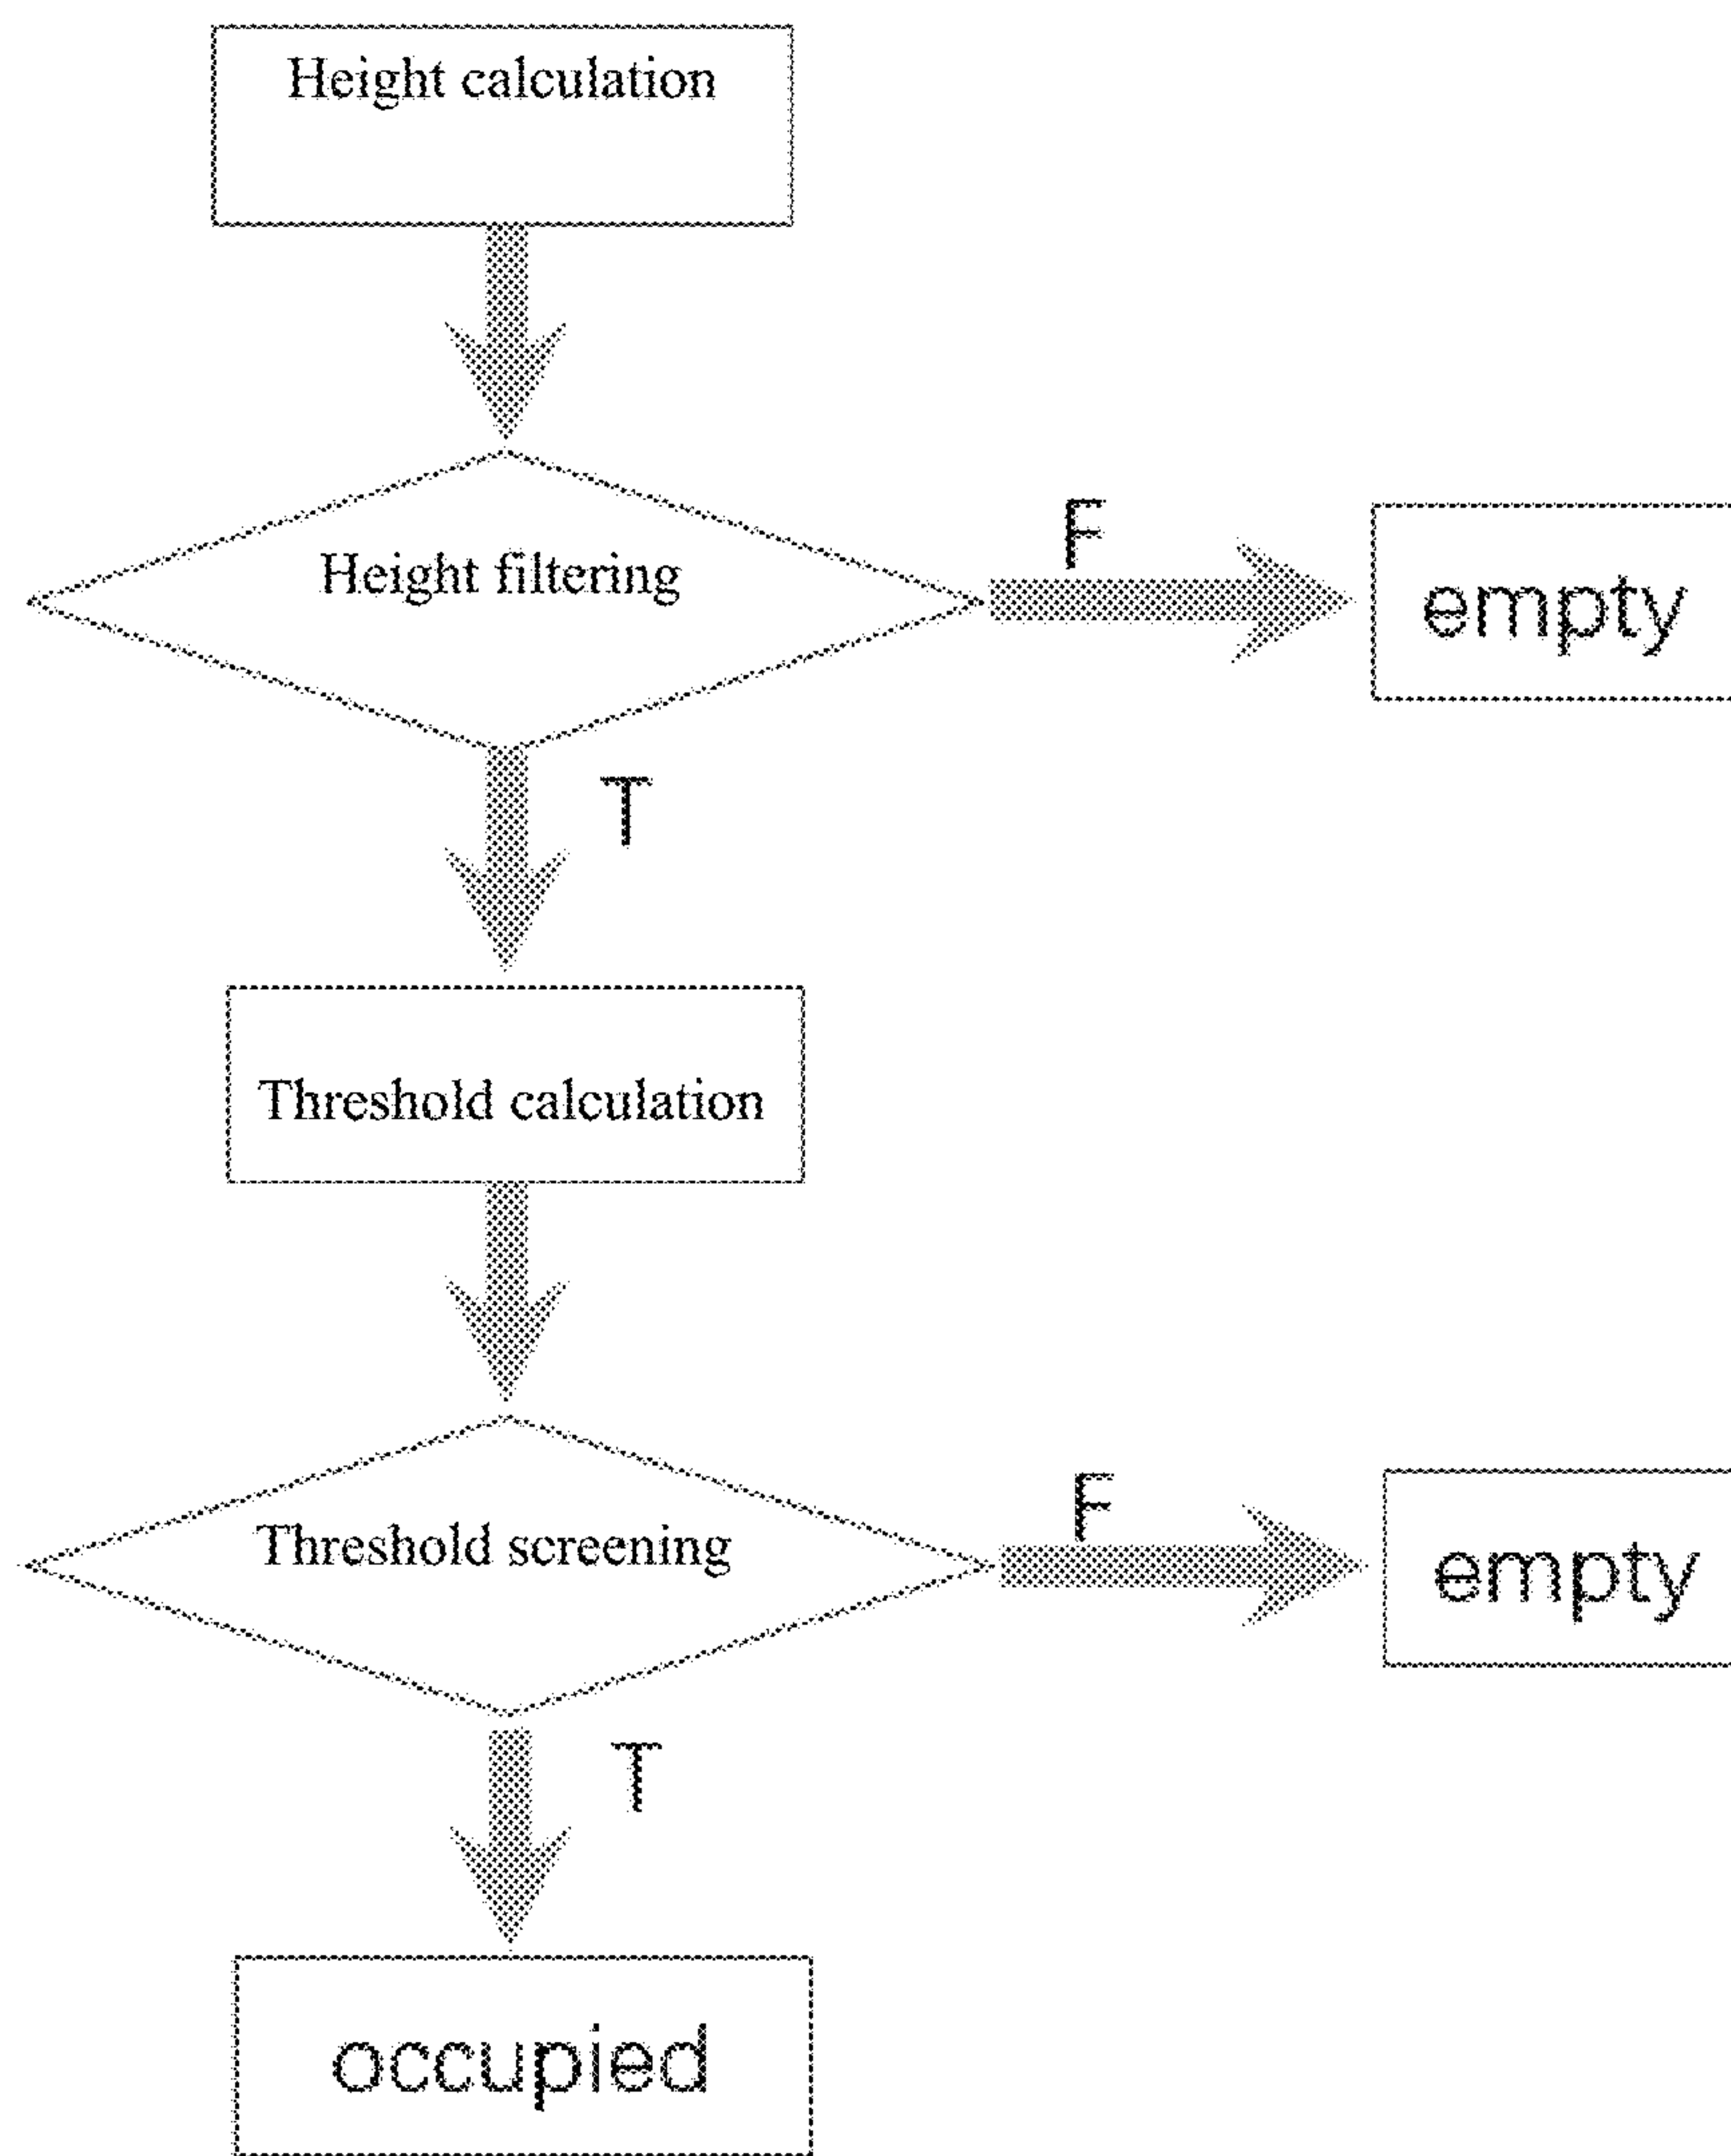 Height calculation
Height filtering
F
empty
T
Threshold calculation
Threshold screening
F
empty
T
occupied